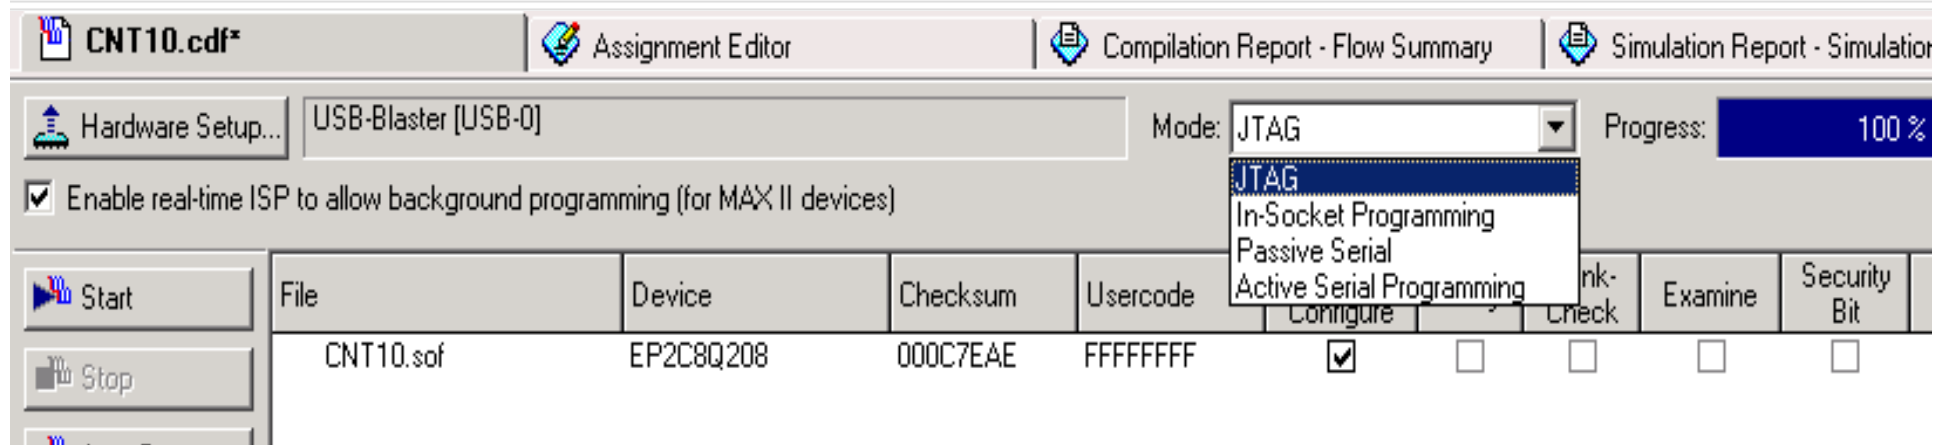 CNT10.cdf*
Assignment Editor
Compilation Report - Flow Summary
Simulation Report - Simulation
Hardware Setup...
USB-Blaster [USB-0]
Mode: JTAG
Progress: 100 %
Enable real-time ISP to allow background programming (for MAX II devices)
JTAG
In-Socket Programming
Passive Serial
Active Serial Programming
Start
File
Device
Checksum
Usercode
Configure
nk-
Check
Examine
Security
Bit
Stop
CNT10.sof
EP2C8Q208
000C7EAE
FFFFFFFF